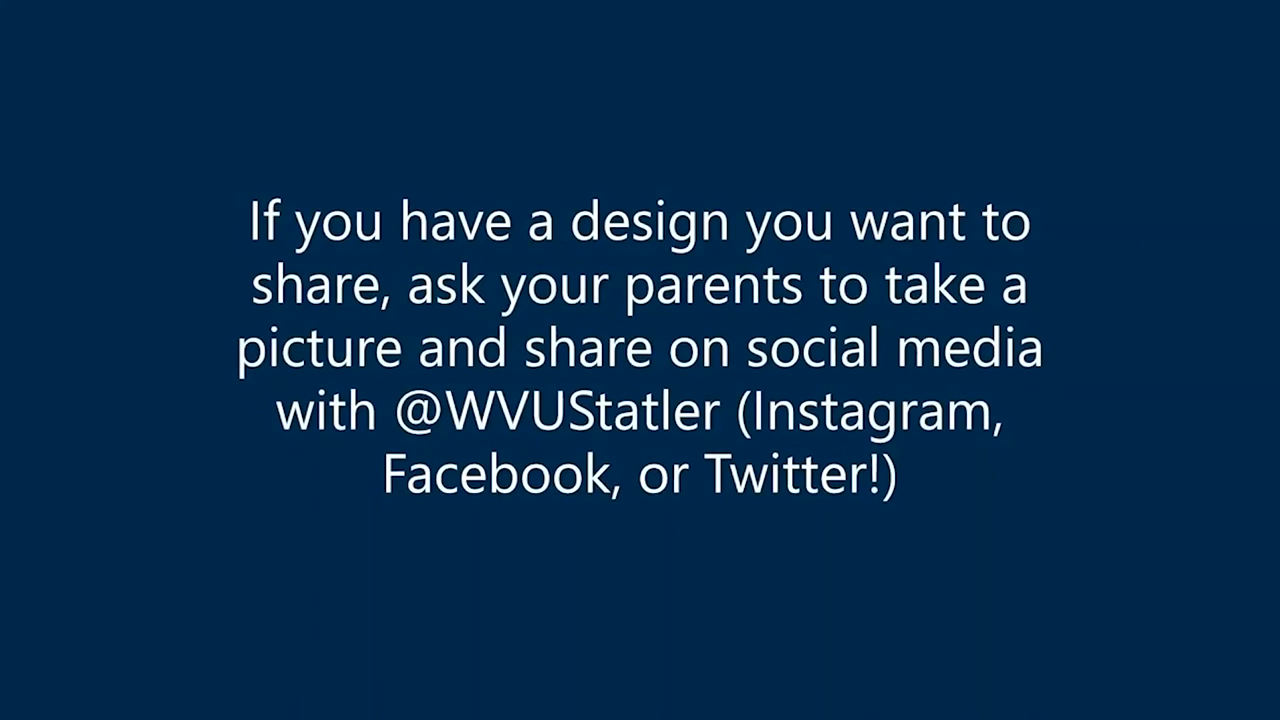 If you have a design you want to
share, ask your parents to take a
picture and share on social media
with @WVUStatler (Instagram,
Facebook, or Twitter!)